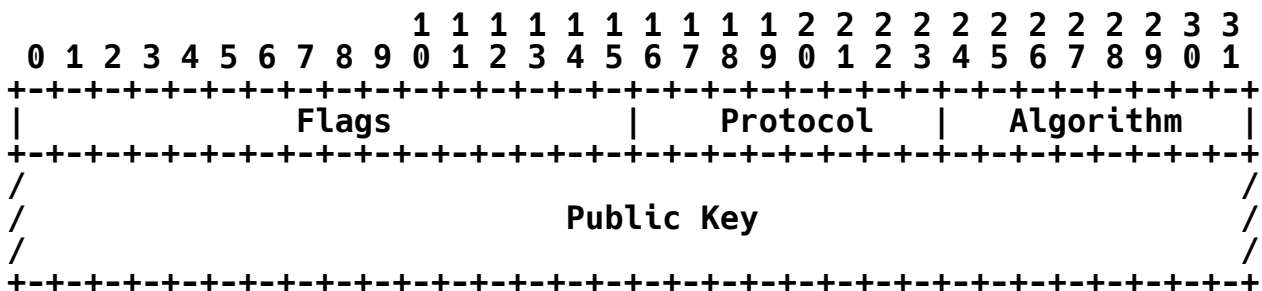 1 1 1 1 1 1 1 1 1 1 2 2 2 2 2 2 2 2 2 2 3 3
 0 1 2 3 4 5 6 7 8 9 0 1 2 3 4 5 6 7 8 9 0 1 2 3 4 5 6 7 8 9 0 1
+-+-+-+-+-+-+-+-+-+-+-+-+-+-+-+-+-+-+-+-+-+-+-+-+-+-+-+-+-+-+-+-+
|              Flags            |    Protocol   |   Algorithm   |
+-+-+-+-+-+-+-+-+-+-+-+-+-+-+-+-+-+-+-+-+-+-+-+-+-+-+-+-+-+-+-+-+
/                                                               /
/                            Public Key                         /
/                                                               /
+-+-+-+-+-+-+-+-+-+-+-+-+-+-+-+-+-+-+-+-+-+-+-+-+-+-+-+-+-+-+-+-+